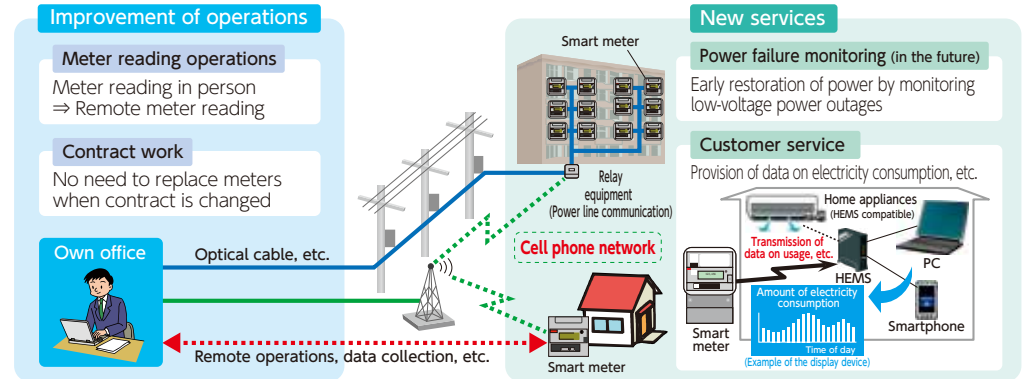 Improvement of operations
Meter reading operations
Meter reading in person
⇒ Remote meter reading
Contract work
No need to replace meters
when contract is changed
Own office
Optical cable, etc.
Remote operations, data collection, etc.
New services
Smart meter
Relay
equipment
(Power line communication)
Cell phone network
Smart meter
Power failure monitoring (in the future)
Early restoration of power by monitoring
low-voltage power outages
Customer service
Provision of data on electricity consumption, etc.
Home appliances
(HEMS compatible)
Transmission of
data on usage, etc.
HEMS
PC
Amount of electricity
consumption
Time of day
(Example of the display device)
Smart
meter
Smartphone